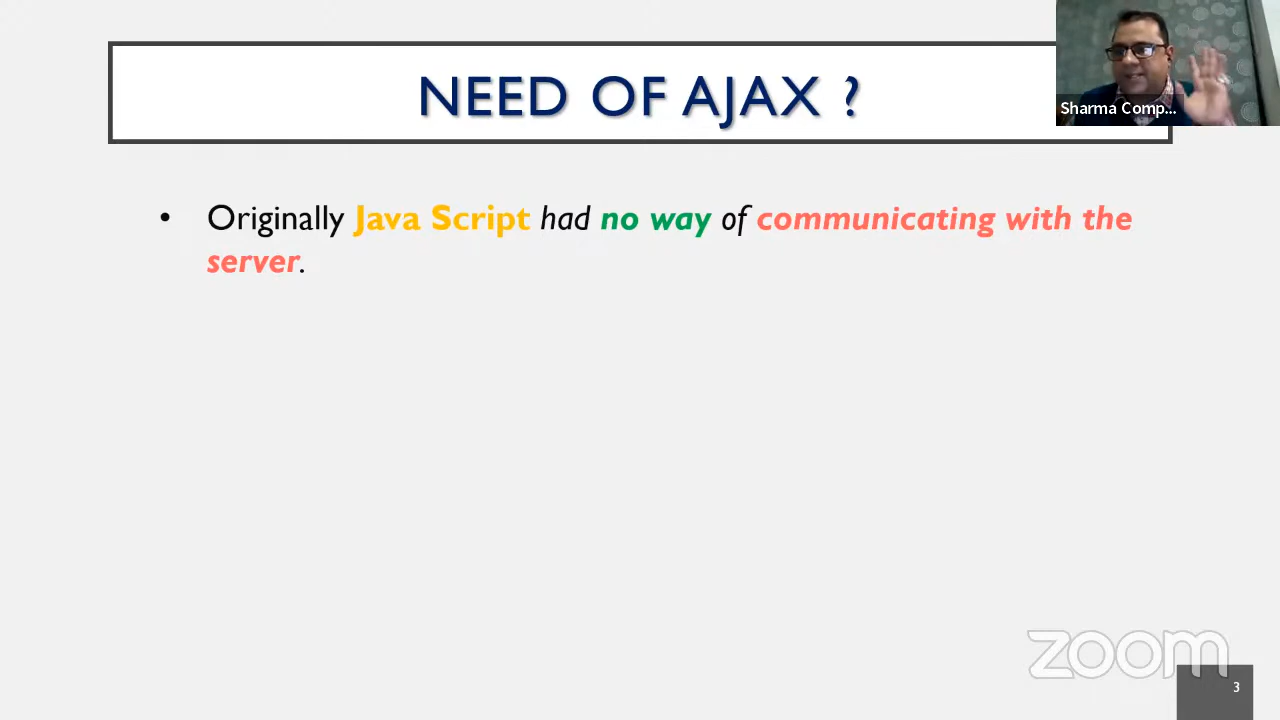 NEED OF AJAX ?
Sharma Comp...
• Originally Java Script had no way of communicating with the
server.
zoom
3